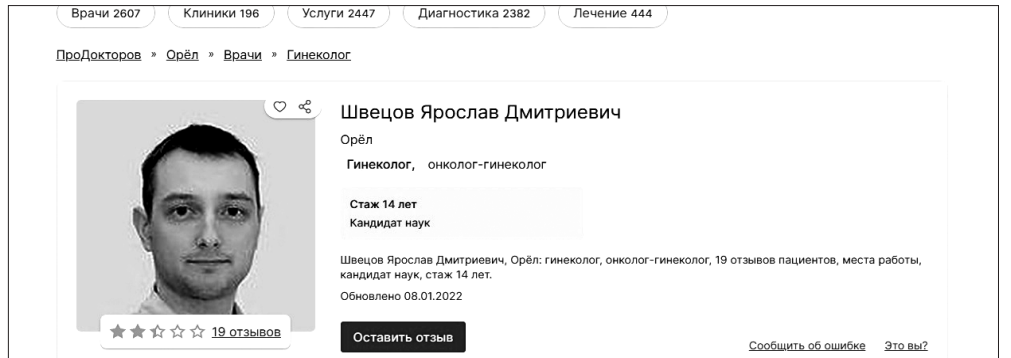 Врачи 2607 Клиники 196 Услуги 2447 Диагностика 2382 Лечение 444
ПроДокторов » Орёл » Врачи » Гинеколог
Швецов Ярослав Дмитриевич
Орёл
Гинеколог, онколог-гинеколог
Стаж 14 лет
Кандидат наук
Швецов Ярослав Дмитриевич, Орёл: гинеколог, онколог-гинеколог, 19 отзывов пациентов, места работы,
кандидат наук, стаж 14 лет.
Обновлено 08.01.2022
19 отзывов
Оставить отзыв
Сообщить об ошибке Это вы?